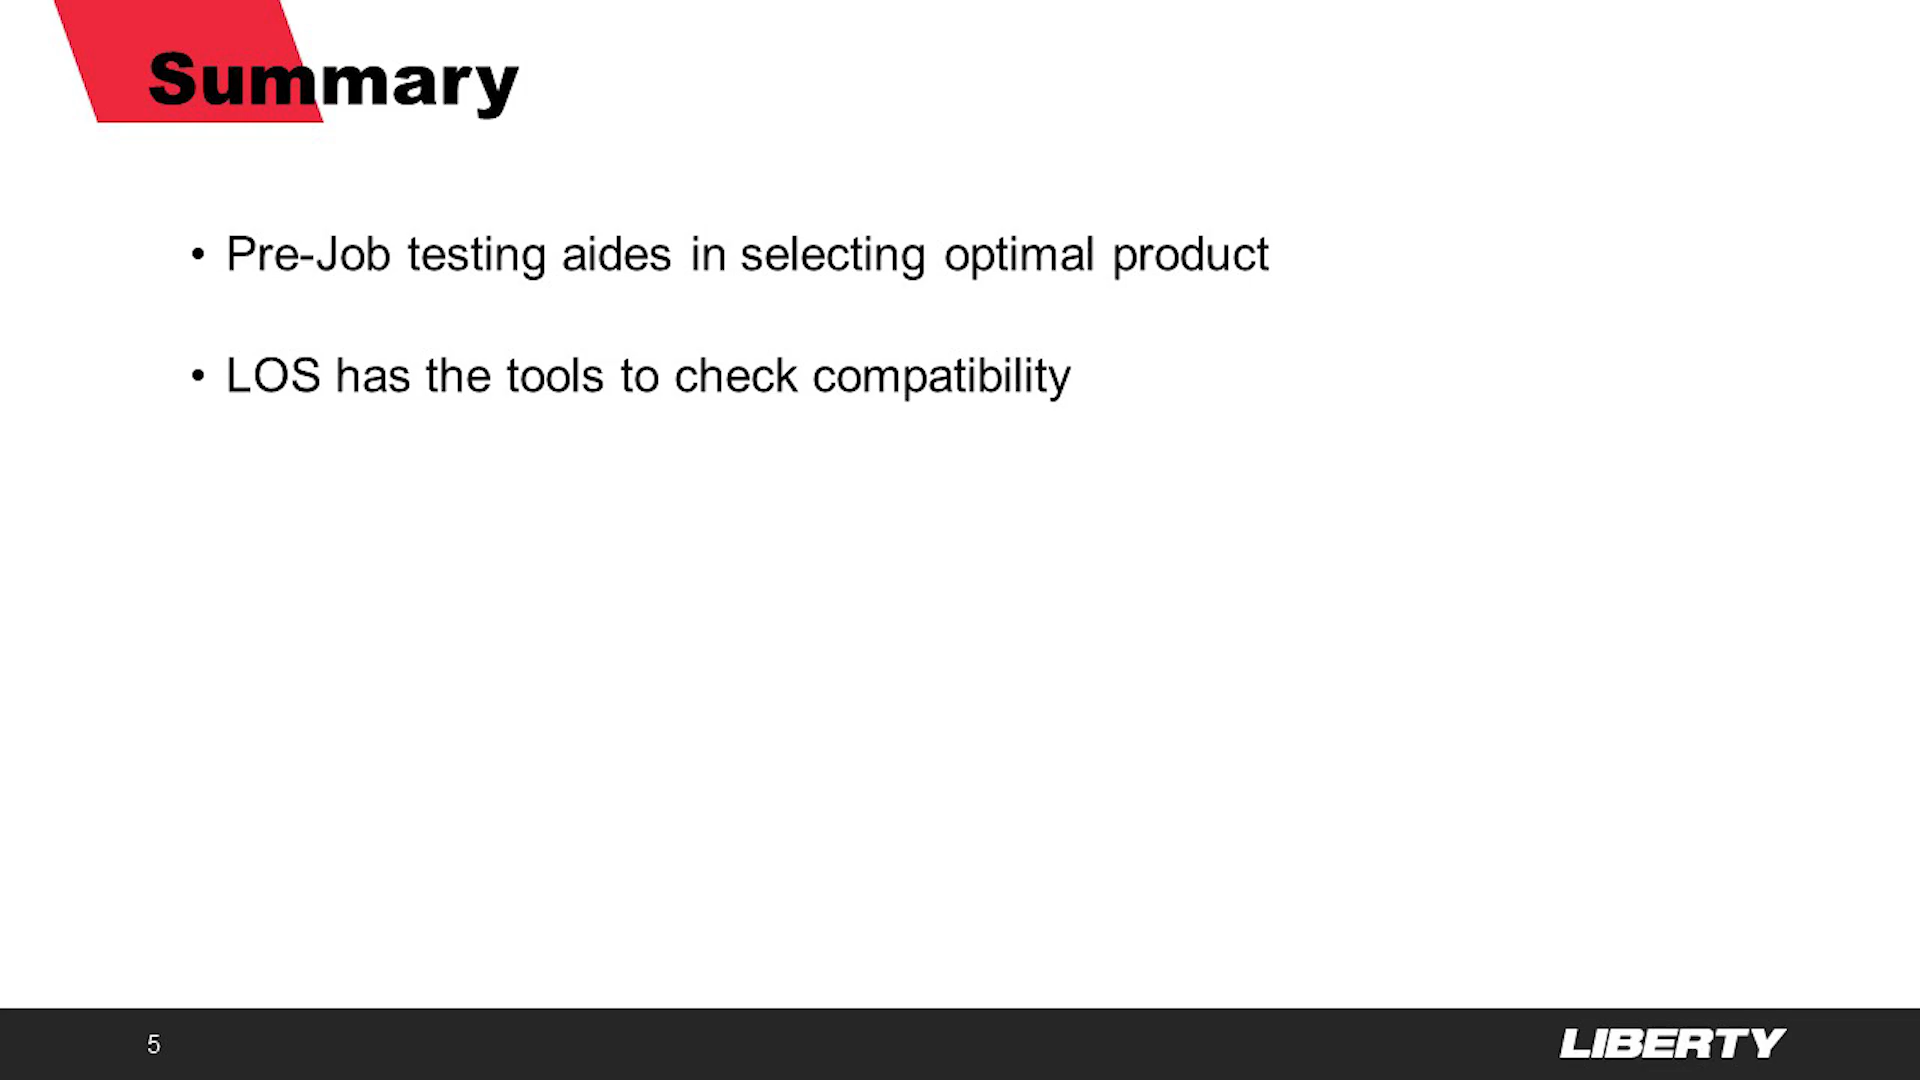 Summary
• Pre-Job testing aides in selecting optimal product
• LOS has the tools to check compatibility
5
LIBERTY